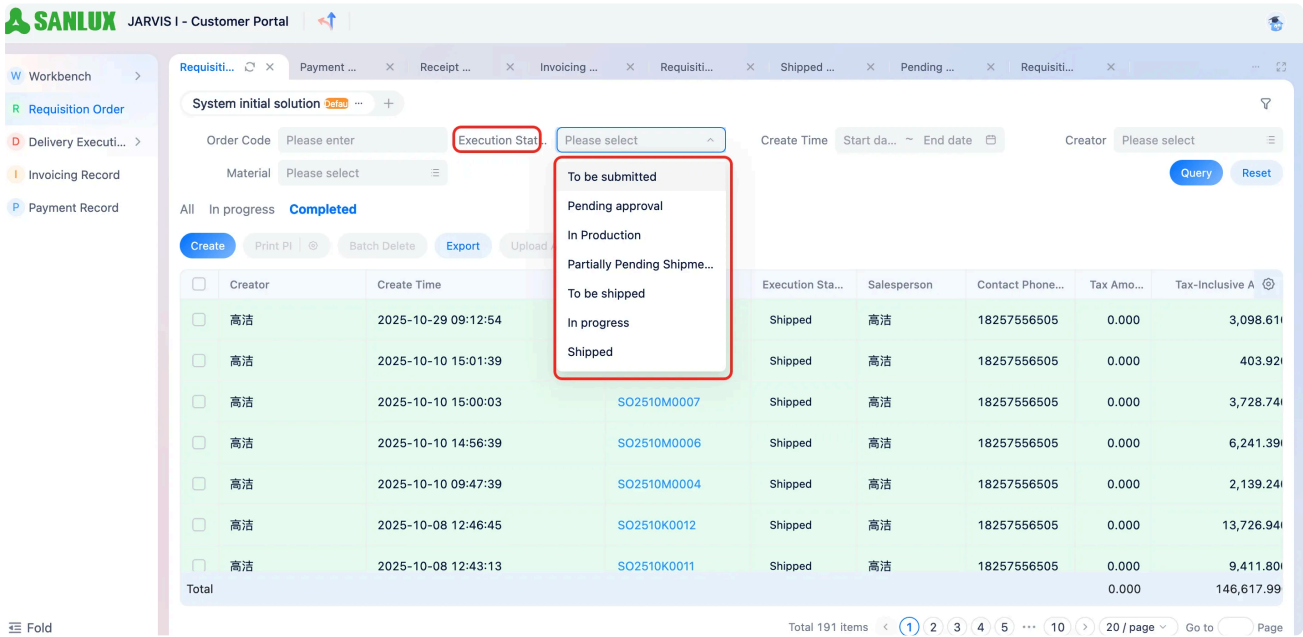 SANLUX JARVIS I - Customer Portal
W Workbench
R Requisition Order
D Delivery Executi...
I Invoicing Record
P Payment Record
Fold
Requisiti... Payment ... Receipt ... Invoicing ... Requisiti... Shipped ... Pending ... Requisiti...
System initial solution Defau ... +
Order Code Please enter Execution Stat... Please select Create Time Start da... ~ End date Creator Please select
Material Please select Query Reset
To be submitted
Pending approval
In Production
Partially Pending Shipme...
To be shipped
In progress
Shipped
All In progress Completed
Create Print PI Batch Delete Export Upload
Creator Create Time Execution Sta... Salesperson Contact Phone... Tax Amo... Tax-Inclusive A
高洁 2025-10-29 09:12:54 Shipped 高洁 18257556505 0.000 3,098.61
高洁 2025-10-10 15:01:39 Shipped 高洁 18257556505 0.000 403.92
高洁 2025-10-10 15:00:03 SO2510M0007 Shipped 高洁 18257556505 0.000 3,728.74
高洁 2025-10-10 14:56:39 SO2510M0006 Shipped 高洁 18257556505 0.000 6,241.39
高洁 2025-10-10 09:47:39 SO2510M0004 Shipped 高洁 18257556505 0.000 2,139.24
高洁 2025-10-08 12:46:45 SO2510K0012 Shipped 高洁 18257556505 0.000 13,726.94
高洁 2025-10-08 12:43:13 SO2510K0011 Shipped 高洁 18257556505 0.000 9,411.80
Total 0.000 146,617.99
Total 191 items < 1 2 3 4 5 ... 10 > 20 / page Go to Page